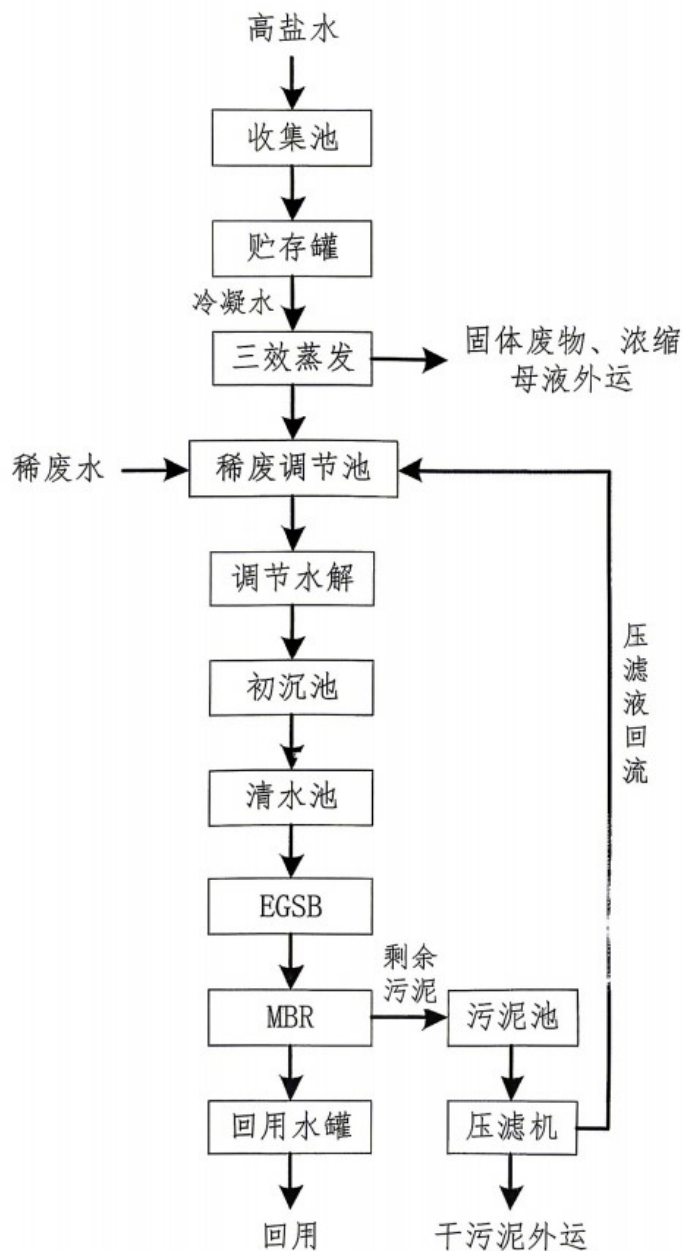 高盐水
收集池
贮存罐
冷凝水
三效蒸发
固体废物、浓缩
母液外运
稀废水
稀废调节池
调节水解
初沉池
压滤液回流
清水池
EGSB
剩余
污泥
MBR
污泥池
回用水罐
压滤机
回用
干污泥外运